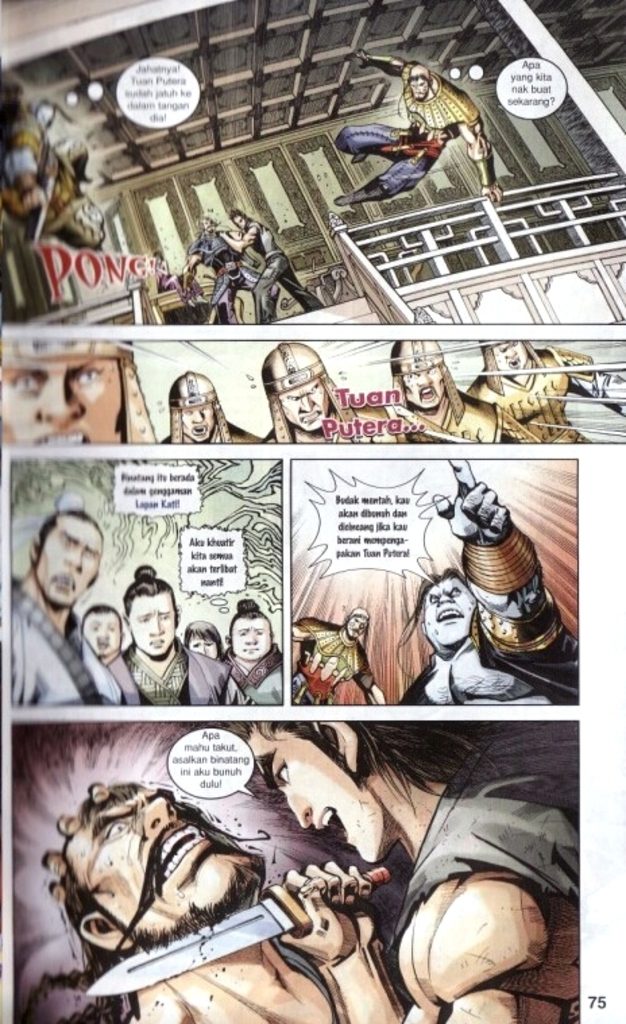 Jahatnya!
Tuan Putera
sudah jatuh ke
dalam tangan
dia!
Apa
yang kita
nak buat
sekarang?
PONG
Tuan
Putera...
Binatang itu berada
dalam genggaman
Lapan Kati!
Aku khuatir
kita semua
akan terlibat
nanti!
Budak mentah, kau
akan dibunuh dan
dicincang jika kau
berani mengenga-
pakan Tuan Putera!
Apa
mahu takut,
asalkan binatang
ini aku bunuh
dulu!
75